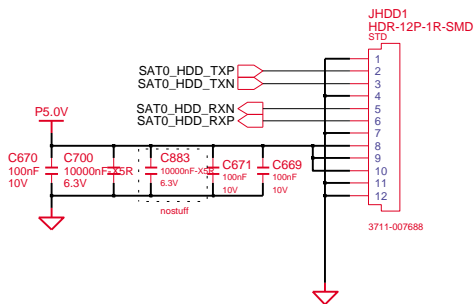 JHDD1
HDR-12P-1R-SMD
STD
1
SAT0_HDD_TXP 2
SAT0_HDD_TXN 3
4
SAT0_HDD_RXN 5
SAT0_HDD_RXP 6
P5.0V
7
8
9
10
11
12
C670
100nF
10V
C700
10000nF-X5R
6.3V
C883
10000nF-X5R
6.3V
nostuff
C671
100nF
10V
C669
100nF
10V
3711-007688